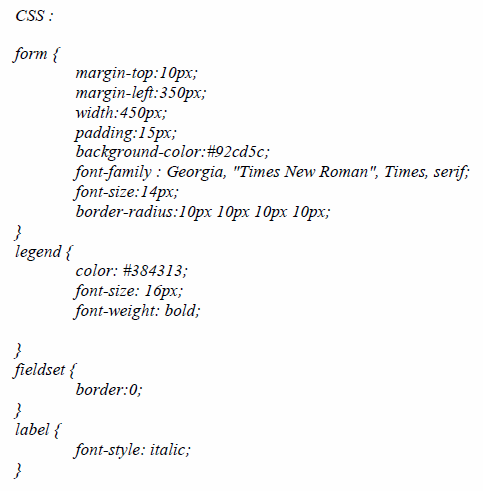 CSS :
form {
margin-top:10px;
margin-left:350px;
width:450px;
padding:15px;
background-color:#92cd5c;
font-family : Georgia, "Times New Roman", Times, serif;
font-size:14px;
border-radius:10px 10px 10px 10px;
}
legend {
color: #384313;
font-size: 16px;
font-weight: bold;
}
fieldset {
border:0;
}
label {
font-style: italic;
}